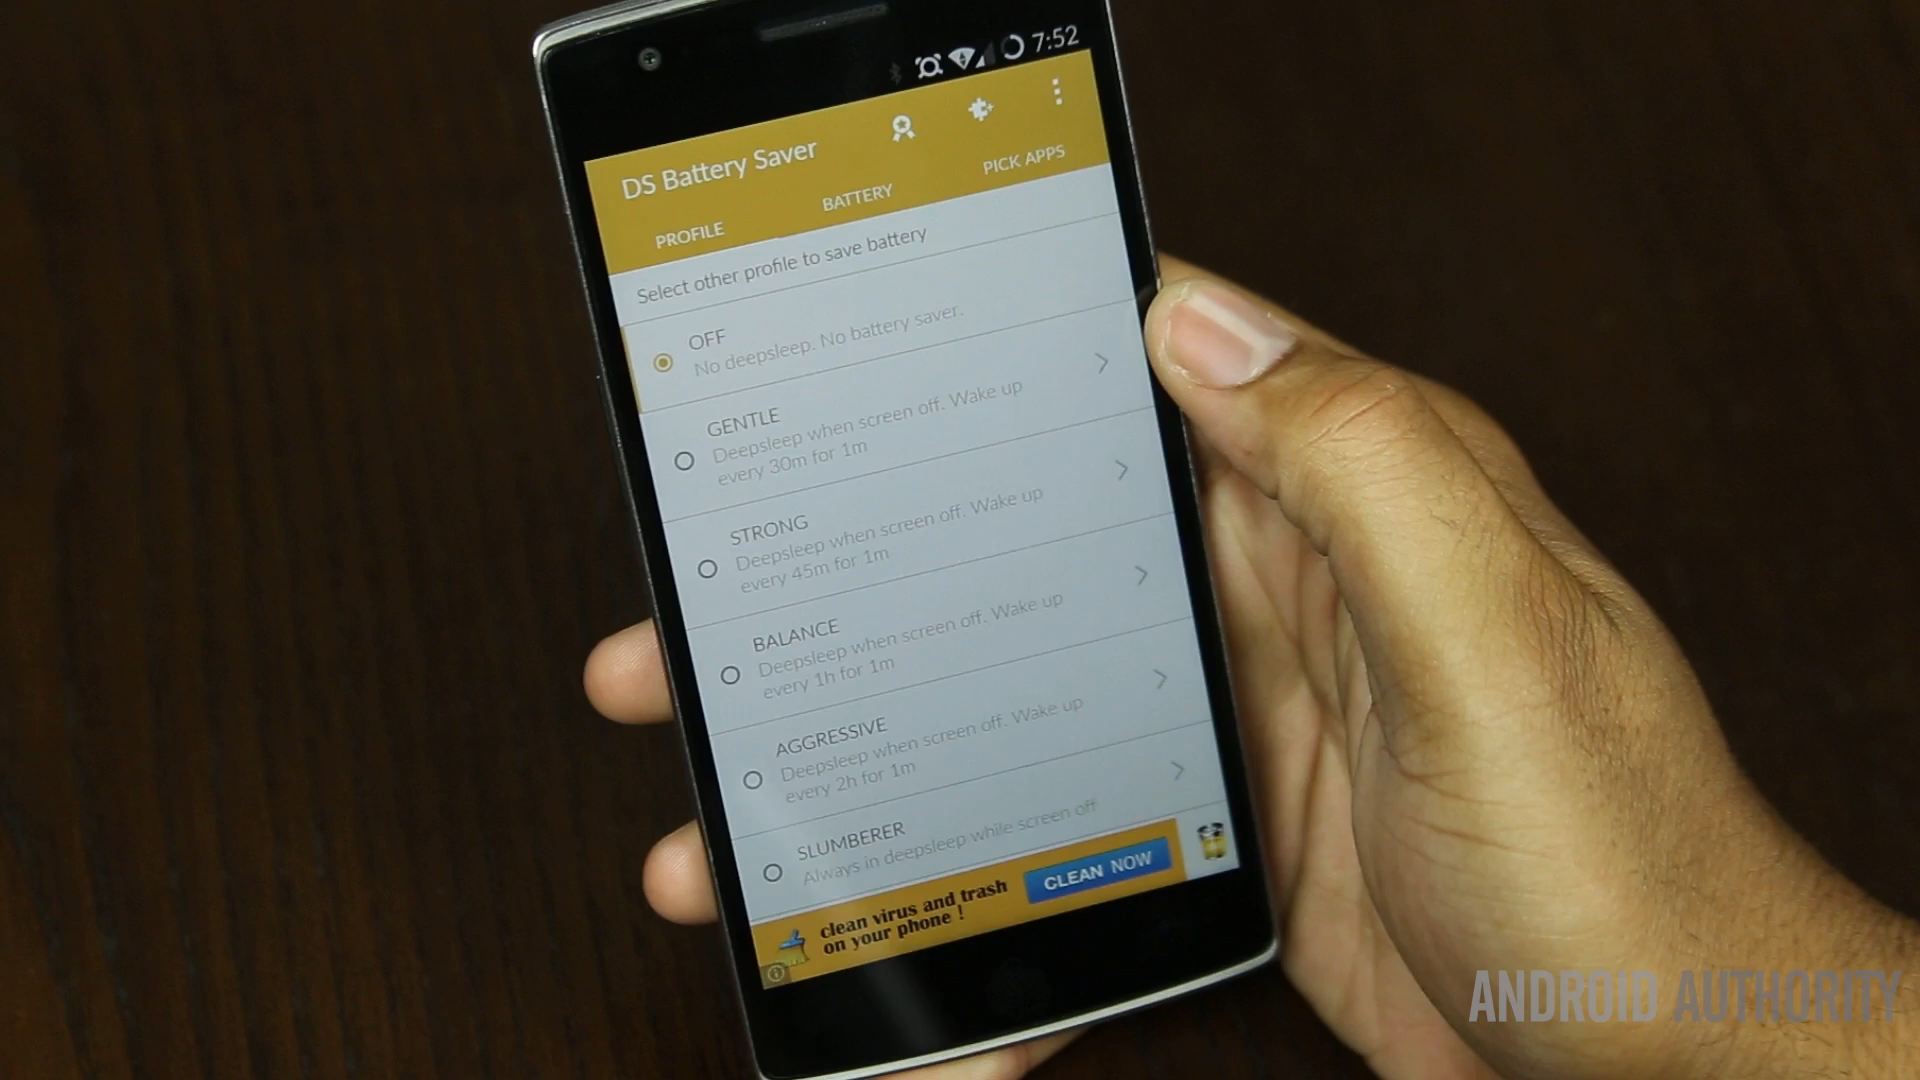 7:52
DS Battery Saver
PROFILE
BATTERY
PICK APPS
Select other profile to save battery
OFF
No deepsleep. No battery saver.
GENTLE
Deepsleep when screen off. Wake up
every 30m for 1m
STRONG
Deepsleep when screen off. Wake up
every 45m for 1m
BALANCE
Deepsleep when screen off. Wake up
every 1h for 1m
AGGRESSIVE
Deepsleep when screen off. Wake up
every 2h for 1m
SLUMBERER
Always in deepsleep while screen off
clean virus and trash
on your phone !
CLEAN NOW
ANDROID AUTHORITY